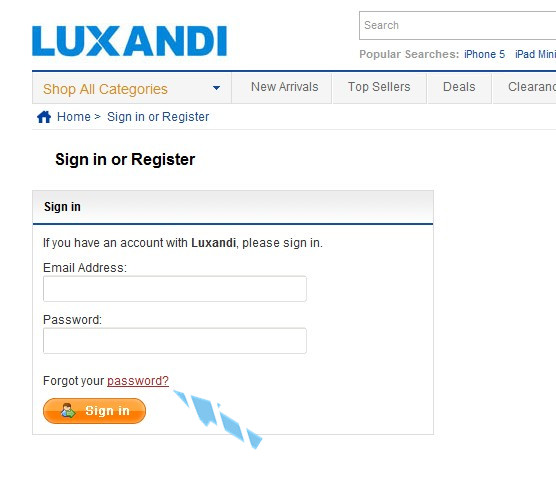 LUXANDI
Search
Popular Searches: iPhone 5 iPad Mini
Shop All Categories New Arrivals Top Sellers Deals Clearanc
Home > Sign in or Register
Sign in or Register
Sign in
If you have an account with Luxandi, please sign in.
Email Address:
Password:
Forgot your password?
Sign in